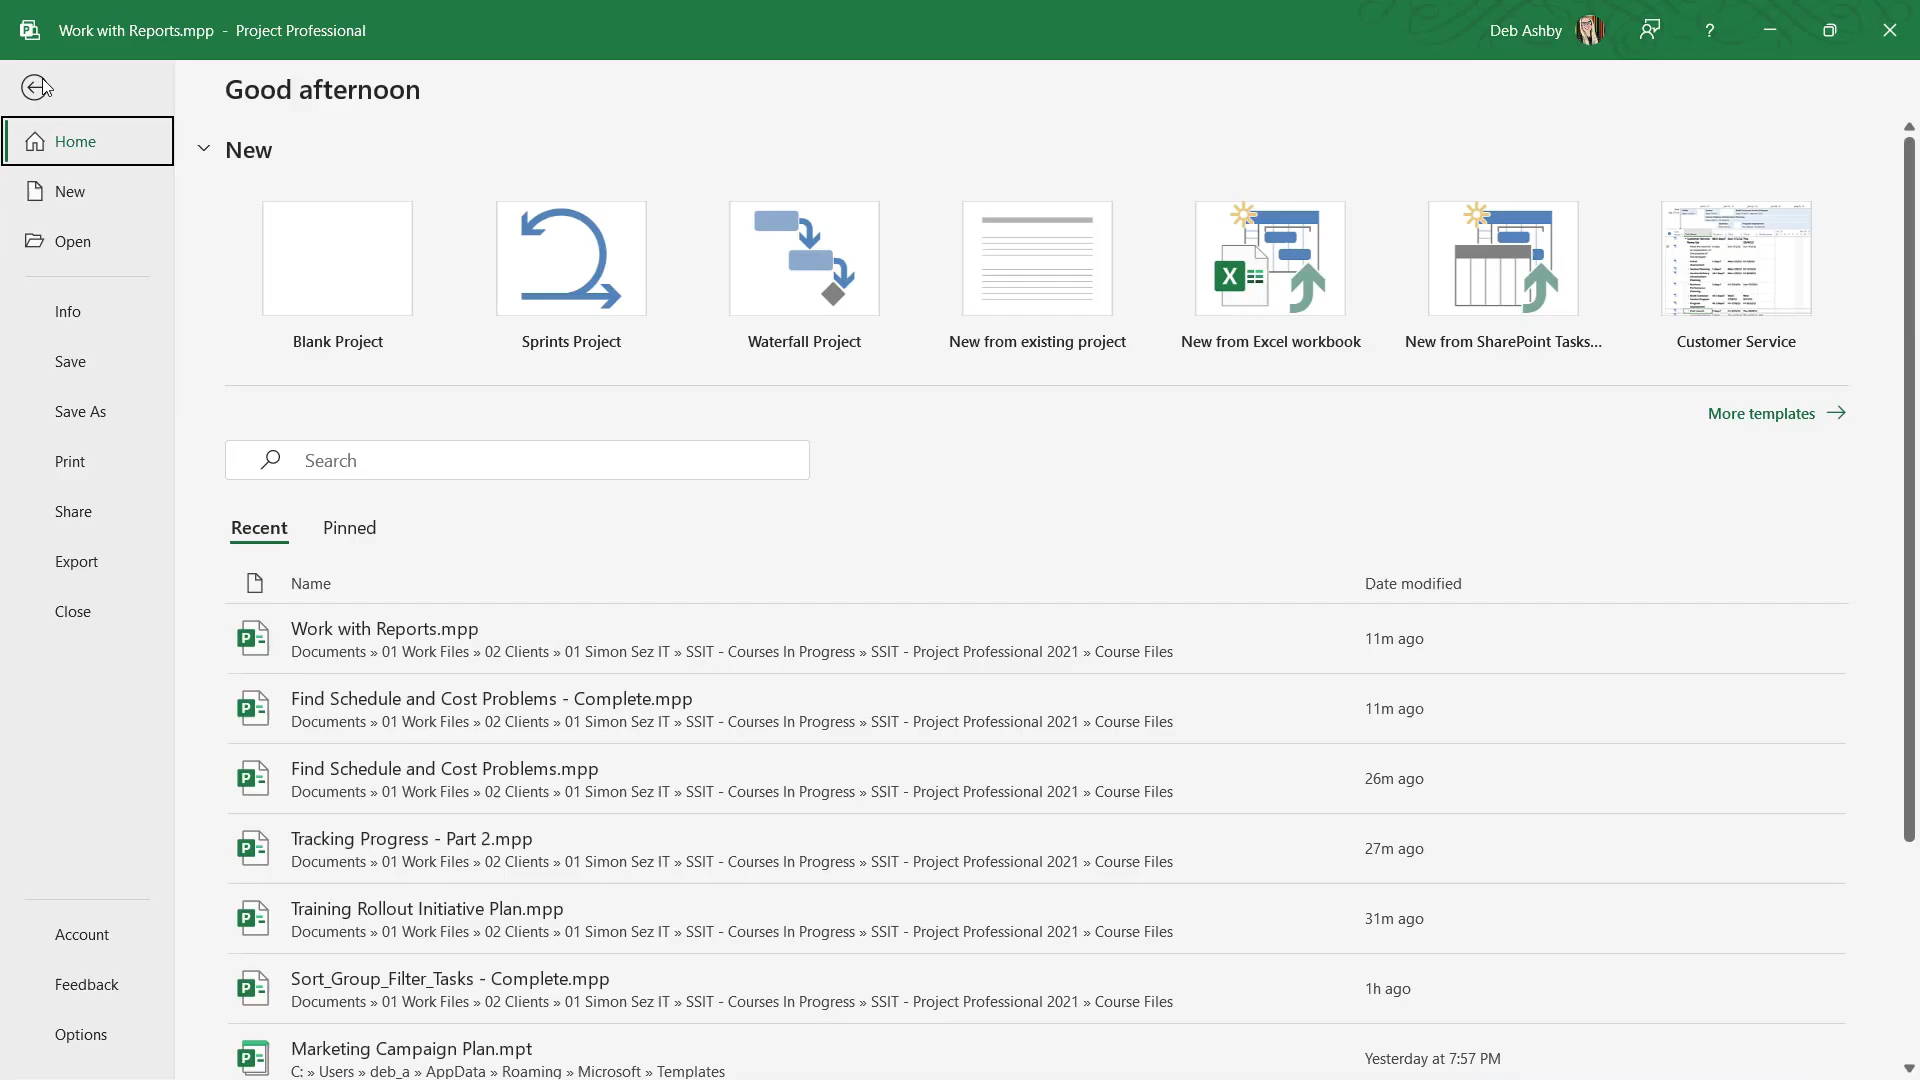 Work with Reports.mpp - Project Professional
Deb Ashby
?
Good afternoon
Home
New
New
Open
Info
Save
Save As
Print
Share
Export
Close
Account
Feedback
Options
Blank Project
Sprints Project
Waterfall Project
New from existing project
New from Excel workbook
New from SharePoint Tasks...
Customer Service
More templates
Search
Recent Pinned
Name Date modified
Work with Reports.mpp
Documents » 01 Work Files » 02 Clients » 01 Simon Sez IT » SSIT - Courses In Progress » SSIT - Project Professional 2021 » Course Files
11m ago
Find Schedule and Cost Problems - Complete.mpp
Documents » 01 Work Files » 02 Clients » 01 Simon Sez IT » SSIT - Courses In Progress » SSIT - Project Professional 2021 » Course Files
11m ago
Find Schedule and Cost Problems.mpp
Documents » 01 Work Files » 02 Clients » 01 Simon Sez IT » SSIT - Courses In Progress » SSIT - Project Professional 2021 » Course Files
26m ago
Tracking Progress - Part 2.mpp
Documents » 01 Work Files » 02 Clients » 01 Simon Sez IT » SSIT - Courses In Progress » SSIT - Project Professional 2021 » Course Files
27m ago
Training Rollout Initiative Plan.mpp
Documents » 01 Work Files » 02 Clients » 01 Simon Sez IT » SSIT - Courses In Progress » SSIT - Project Professional 2021 » Course Files
31m ago
Sort_Group_Filter_Tasks - Complete.mpp
Documents » 01 Work Files » 02 Clients » 01 Simon Sez IT » SSIT - Courses In Progress » SSIT - Project Professional 2021 » Course Files
1h ago
Marketing Campaign Plan.mpt
C: » Users » deb_a » AppData » Roaming » Microsoft » Templates
Yesterday at 7:57 PM